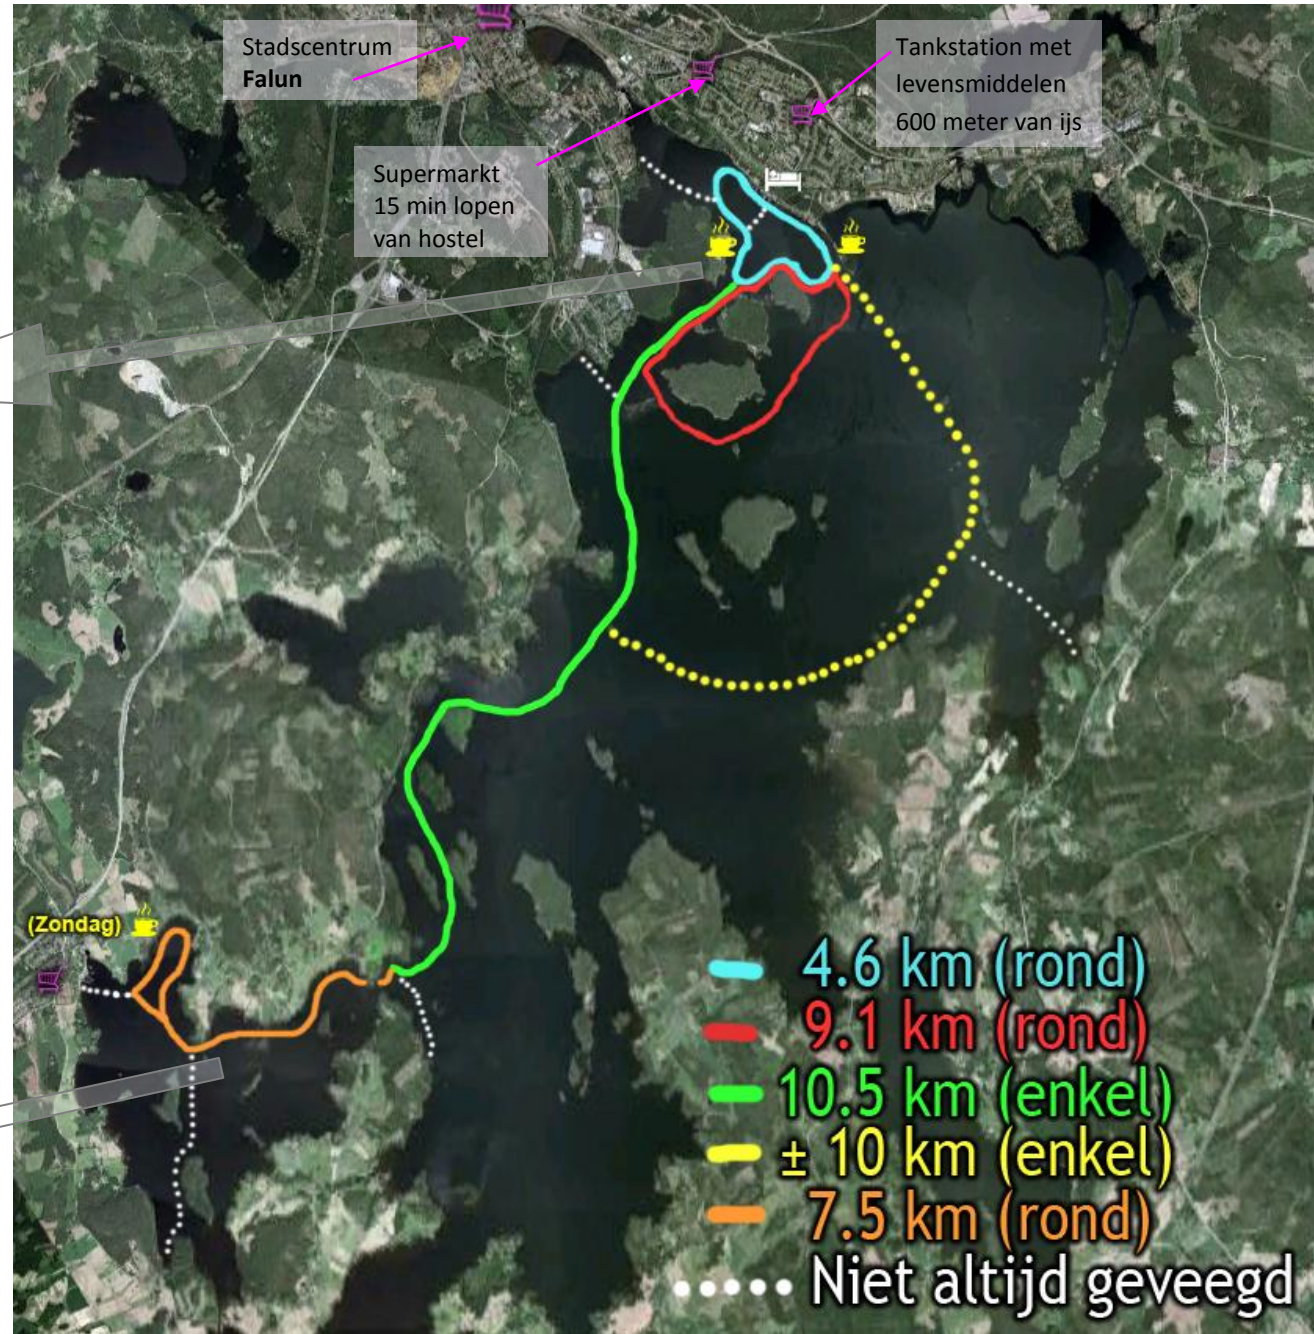 Stadscentrum
Falun
Tankstation met
levensmiddelen
600 meter van ijs
Supermarkt
15 min lopen
van hostel
(Zondag)
4.6 km (rond)
9.1 km (rond)
10.5 km (enkel)
± 10 km (enkel)
7.5 km (rond)
Niet altijd geveegd